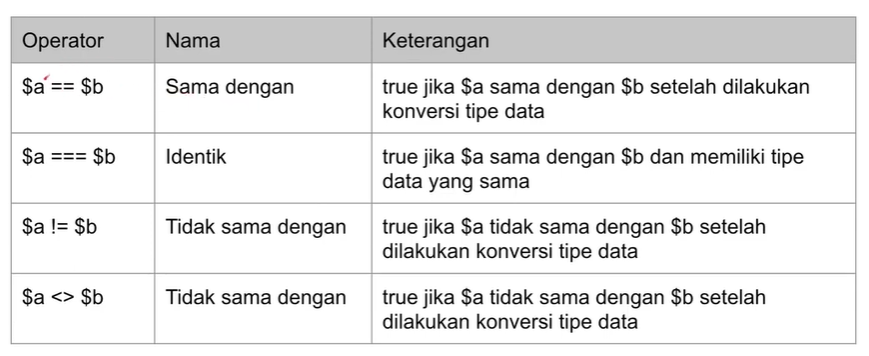 Operator Nama Keterangan
$a == $b Sama dengan true jika $a sama dengan $b setelah dilakukan
konversi tipe data
$a === $b Identik true jika $a sama dengan $b dan memiliki tipe
data yang sama
$a != $b Tidak sama dengan true jika $a tidak sama dengan $b setelah
dilakukan konversi tipe data
$a <> $b Tidak sama dengan true jika $a tidak sama dengan $b setelah
dilakukan konversi tipe data